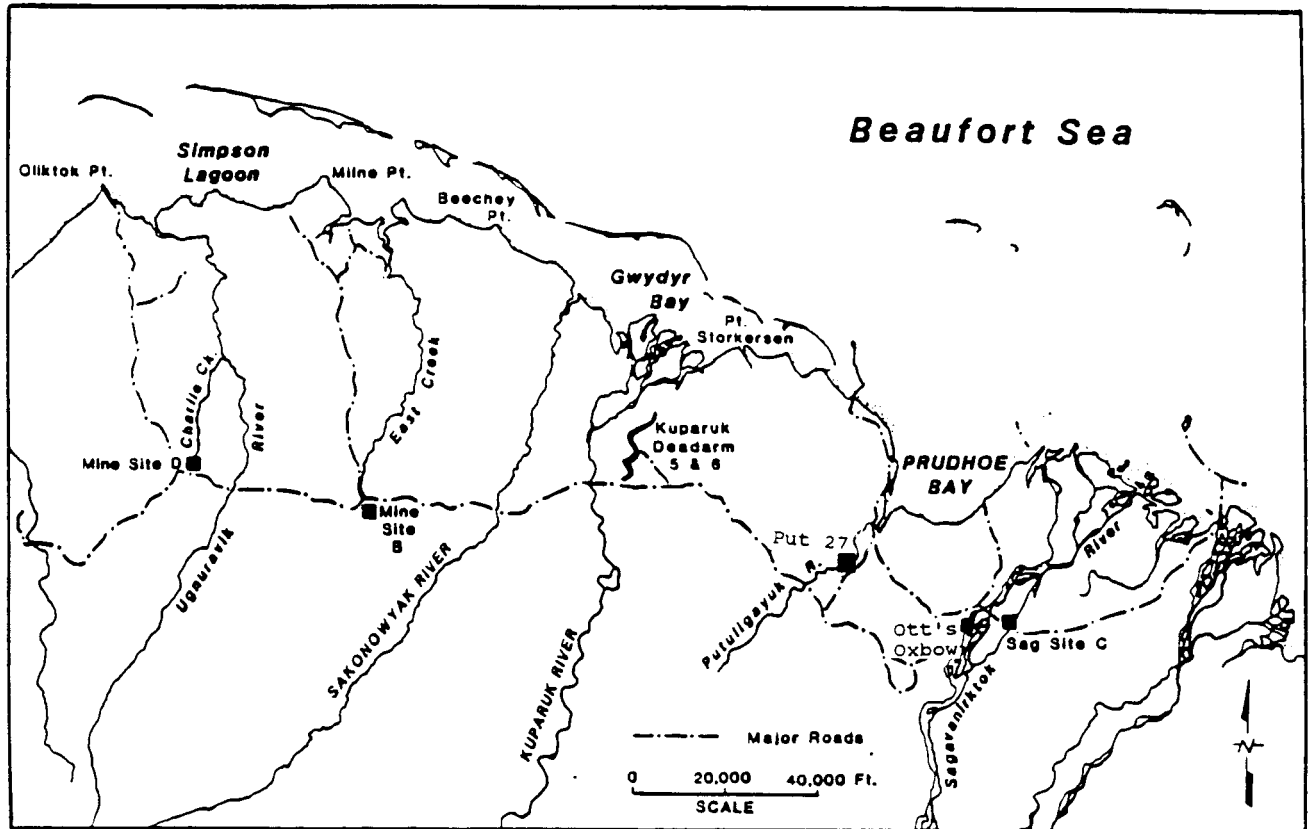 Beaufort Sea
Simpson
Lagoon
Oliktok Pt.
Milne Pt.
Beechey
Pt.
Gwydyr
Bay
Pt.
Storkersen
Charlie Ck.
River
East Creek
Kuparuk
Deadarm
5 & 6
Mine Site D
PRUDHOE
BAY
Mine
Site
B
River
Put 27
Ugnuravik
SAKONOWYAK RIVER
Putuligayuk R.
Ott's
Oxbow
Sag Site C
KUPARUK RIVER
Sagavanirktok
Major Roads
0 20,000 40,000 Ft.
SCALE
N